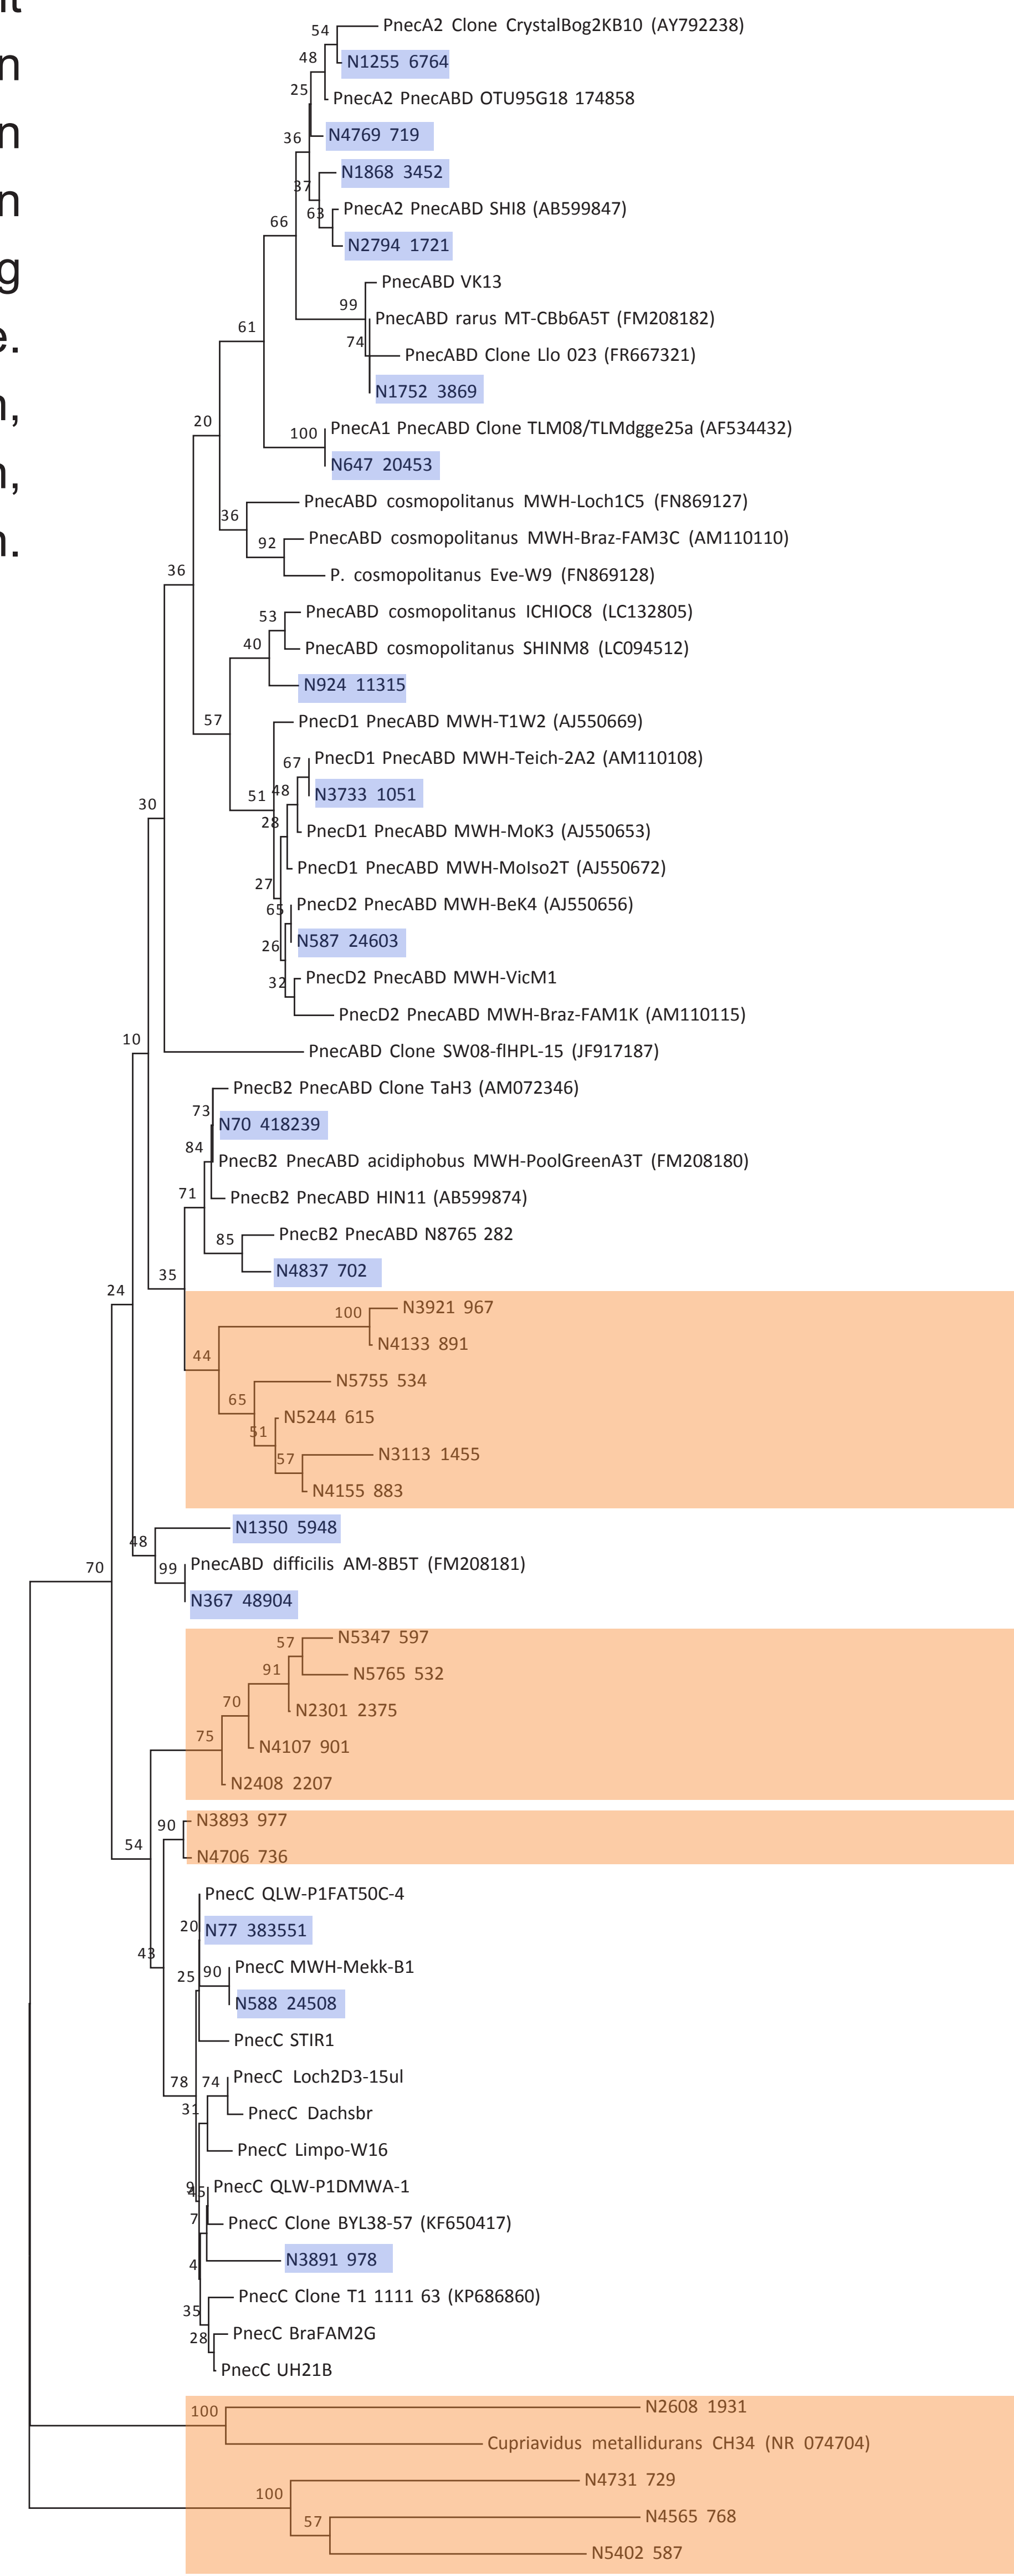 n
n
n
g
e.
n,
n,
n.
54
PnecA2 Clone CrystalBog2KB10 (AY792238)
48
N1255 6764
25
PnecA2 PnecABD OTU95G18 174858
36
N4769 719
37
N1868 3452
63
PnecA2 PnecABD SHI8 (AB599847)
66
N2794 1721
PnecABD VK13
99
PnecABD rarus MT-CBb6A5T (FM208182)
61
74
PnecABD Clone Llo 023 (FR667321)
N1752 3869
20
100
PnecA1 PnecABD Clone TLM08/TLMdgge25a (AF534432)
N647 20453
36
PnecABD cosmopolitanus MWH-Loch1C5 (FN869127)
92
PnecABD cosmopolitanus MWH-Braz-FAM3C (AM110110)
36
P. cosmopolitanus Eve-W9 (FN869128)
53
PnecABD cosmopolitanus ICHIOC8 (LC132805)
40
PnecABD cosmopolitanus SHINM8 (LC094512)
N924 11315
57
PnecD1 PnecABD MWH-T1W2 (AJ550669)
67
PnecD1 PnecABD MWH-Teich-2A2 (AM110108)
30
51
48
N3733 1051
28
PnecD1 PnecABD MWH-MoK3 (AJ550653)
PnecD1 PnecABD MWH-MoIso2T (AJ550672)
27
65
PnecD2 PnecABD MWH-BeK4 (AJ550656)
26
N587 24603
32
PnecD2 PnecABD MWH-VicM1
PnecD2 PnecABD MWH-Braz-FAM1K (AM110115)
10
PnecABD Clone SW08-flHPL-15 (JF917187)
73
PnecB2 PnecABD Clone TaH3 (AM072346)
N70 418239
84
PnecB2 PnecABD acidiphobus MWH-PoolGreenA3T (FM208180)
71
PnecB2 PnecABD HIN11 (AB599874)
85
PnecB2 PnecABD N8765 282
35
N4837 702
24
100
N3921 967
44
N4133 891
65
N5755 534
51
N5244 615
57
N3113 1455
N4155 883
48
N1350 5948
70
99
PnecABD difficilis AM-8B5T (FM208181)
N367 48904
57
N5347 597
91
N5765 532
70
N2301 2375
75
N4107 901
N2408 2207
90
N3893 977
54
N4706 736
PnecC QLW-P1FAT50C-4
20
N77 383551
43
25
90
PnecC MWH-Mekk-B1
N588 24508
PnecC STIR1
78
74
PnecC Loch2D3-15ul
31
PnecC Dachsbr
PnecC Limpo-W16
9
45
PnecC QLW-P1DMWA-1
7
PnecC Clone BYL38-57 (KF650417)
4
N3891 978
35
PnecC Clone T1 1111 63 (KP686860)
28
PnecC BraFAM2G
PnecC UH21B
100
N2608 1931
Cupriavidus metallidurans CH34 (NR 074704)
100
N4731 729
57
N4565 768
N5402 587